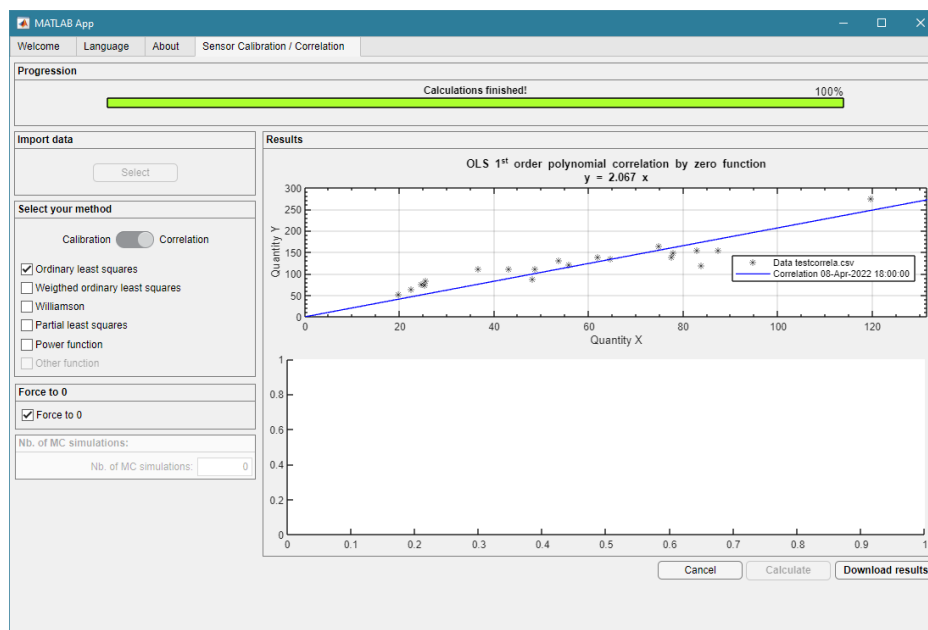 MATLAB App
Welcome Language About Sensor Calibration / Correlation
Progression
Calculations finished!
100%
Import data
Select
Select your method
Calibration Correlation
Ordinary least squares
Weigthed ordinary least squares
Williamson
Partial least squares
Power function
Other function
Force to 0
Force to 0
Nb. of MC simulations:
Nb. of MC simulations: 0
Results
OLS 1st order polynomial correlation by zero function
y = 2.067 x
300
250
200
150
100
50
0
Quantity Y
0 20 40 60 80 100 120
Quantity X
Data testcorrela.csv
Correlation 08-Apr-2022 18:00:00
1
0.8
0.6
0.4
0.2
0
0 0.1 0.2 0.3 0.4 0.5 0.6 0.7 0.8 0.9 1
Cancel Calculate Download results